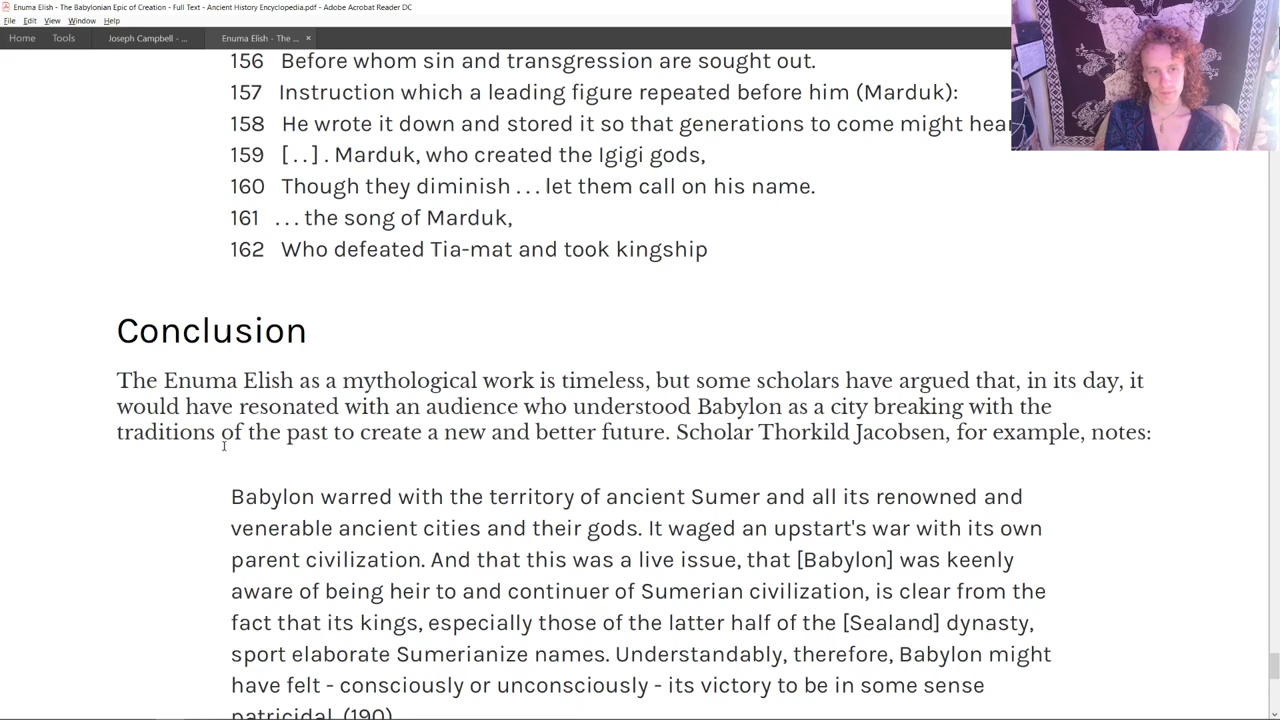 Enuma Elish - The Babylonian Epic of Creation - Full Text - Ancient History Encyclopedia.pdf - Adobe Acrobat Reader DC
File Edit View Window Help
Home Tools Joseph Campbell - ... Enuma Elish - The ... ×
156 Before whom sin and transgression are sought out.
157 Instruction which a leading figure repeated before him (Marduk):
158 He wrote it down and stored it so that generations to come might hear
159 [ . . ] . Marduk, who created the Igigi gods,
160 Though they diminish . . . let them call on his name.
161 . . . the song of Marduk,
162 Who defeated Tia-mat and took kingship
Conclusion
The Enuma Elish as a mythological work is timeless, but some scholars have argued that, in its day, it
would have resonated with an audience who understood Babylon as a city breaking with the
traditions of the past to create a new and better future. Scholar Thorkild Jacobsen, for example, notes:
Babylon warred with the territory of ancient Sumer and all its renowned and
venerable ancient cities and their gods. It waged an upstart's war with its own
parent civilization. And that this was a live issue, that [Babylon] was keenly
aware of being heir to and continuer of Sumerian civilization, is clear from the
fact that its kings, especially those of the latter half of the [Sealand] dynasty,
sport elaborate Sumerianize names. Understandably, therefore, Babylon might
have felt - consciously or unconsciously - its victory to be in some sense
patricidal. (190)